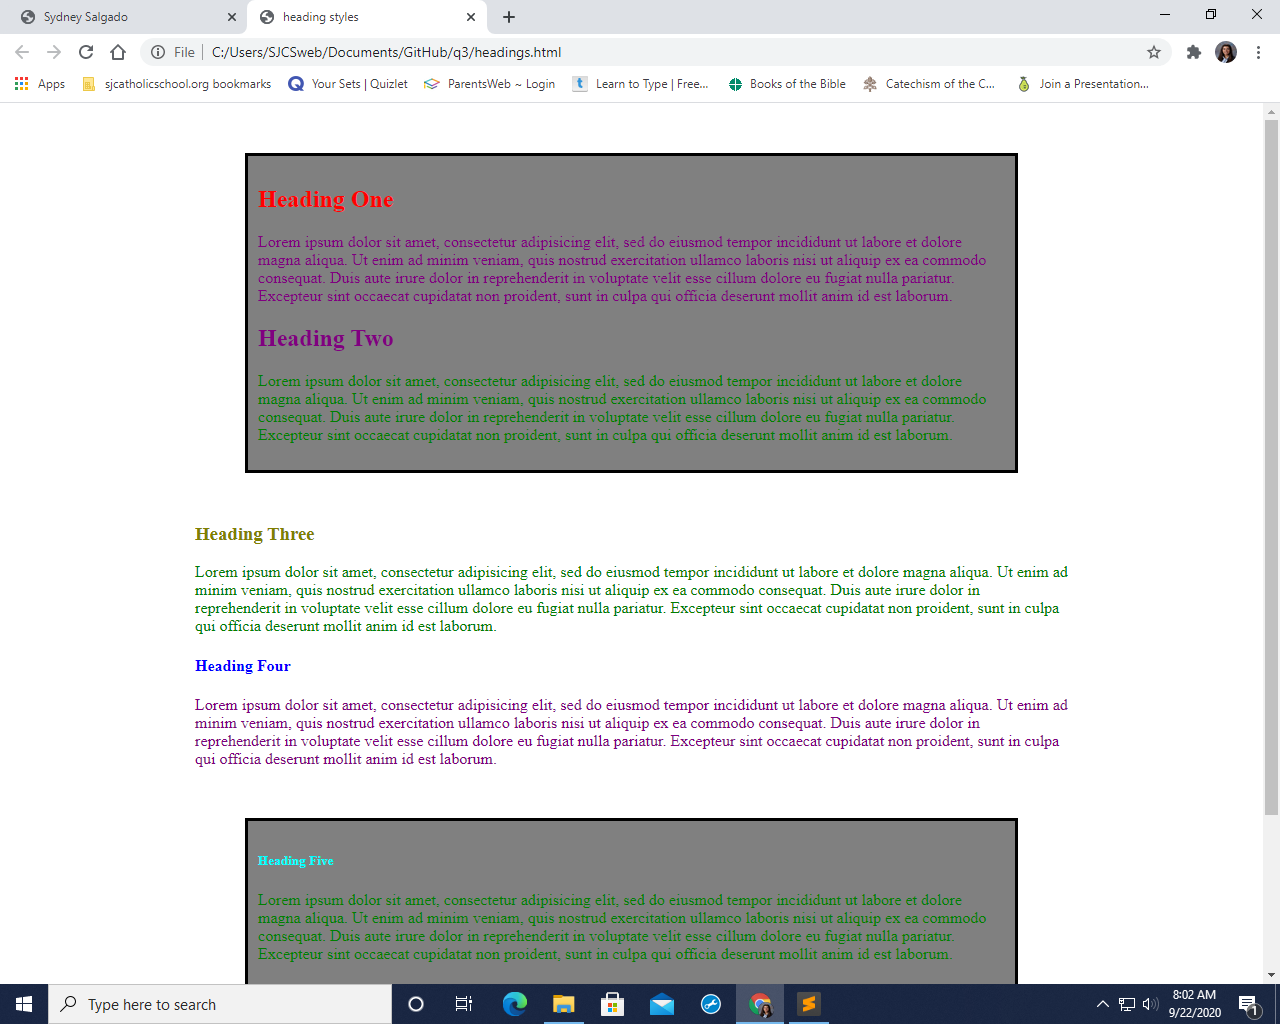 Sydney Salgado
heading styles
File
C:/Users/SJCSweb/Documents/GitHub/q3/headings.html
Apps
sjcatholicschool.org bookmarks
Your Sets | Quizlet
ParentsWeb ~ Login
Learn to Type | Free...
Books of the Bible
Catechism of the C...
Join a Presentation...
Heading One
Lorem ipsum dolor sit amet, consectetur adipisicing elit, sed do eiusmod tempor incididunt ut labore et dolore
magna aliqua. Ut enim ad minim veniam, quis nostrud exercitation ullamco laboris nisi ut aliquip ex ea commodo
consequat. Duis aute irure dolor in reprehenderit in voluptate velit esse cillum dolore eu fugiat nulla pariatur.
Excepteur sint occaecat cupidatat non proident, sunt in culpa qui officia deserunt mollit anim id est laborum.
Heading Two
Lorem ipsum dolor sit amet, consectetur adipisicing elit, sed do eiusmod tempor incididunt ut labore et dolore
magna aliqua. Ut enim ad minim veniam, quis nostrud exercitation ullamco laboris nisi ut aliquip ex ea commodo
consequat. Duis aute irure dolor in reprehenderit in voluptate velit esse cillum dolore eu fugiat nulla pariatur.
Excepteur sint occaecat cupidatat non proident, sunt in culpa qui officia deserunt mollit anim id est laborum.
Heading Three
Lorem ipsum dolor sit amet, consectetur adipisicing elit, sed do eiusmod tempor incididunt ut labore et dolore magna aliqua. Ut enim ad
minim veniam, quis nostrud exercitation ullamco laboris nisi ut aliquip ex ea commodo consequat. Duis aute irure dolor in
reprehenderit in voluptate velit esse cillum dolore eu fugiat nulla pariatur. Excepteur sint occaecat cupidatat non proident, sunt in culpa
qui officia deserunt mollit anim id est laborum.
Heading Four
Lorem ipsum dolor sit amet, consectetur adipisicing elit, sed do eiusmod tempor incididunt ut labore et dolore magna aliqua. Ut enim ad
minim veniam, quis nostrud exercitation ullamco laboris nisi ut aliquip ex ea commodo consequat. Duis aute irure dolor in
reprehenderit in voluptate velit esse cillum dolore eu fugiat nulla pariatur. Excepteur sint occaecat cupidatat non proident, sunt in culpa
qui officia deserunt mollit anim id est laborum.
Heading Five
Lorem ipsum dolor sit amet, consectetur adipisicing elit, sed do eiusmod tempor incididunt ut labore et dolore
magna aliqua. Ut enim ad minim veniam, quis nostrud exercitation ullamco laboris nisi ut aliquip ex ea commodo
consequat. Duis aute irure dolor in reprehenderit in voluptate velit esse cillum dolore eu fugiat nulla pariatur.
Excepteur sint occaecat cupidatat non proident, sunt in culpa qui officia deserunt mollit anim id est laborum.
Type here to search
8:02 AM
9/22/2020
1